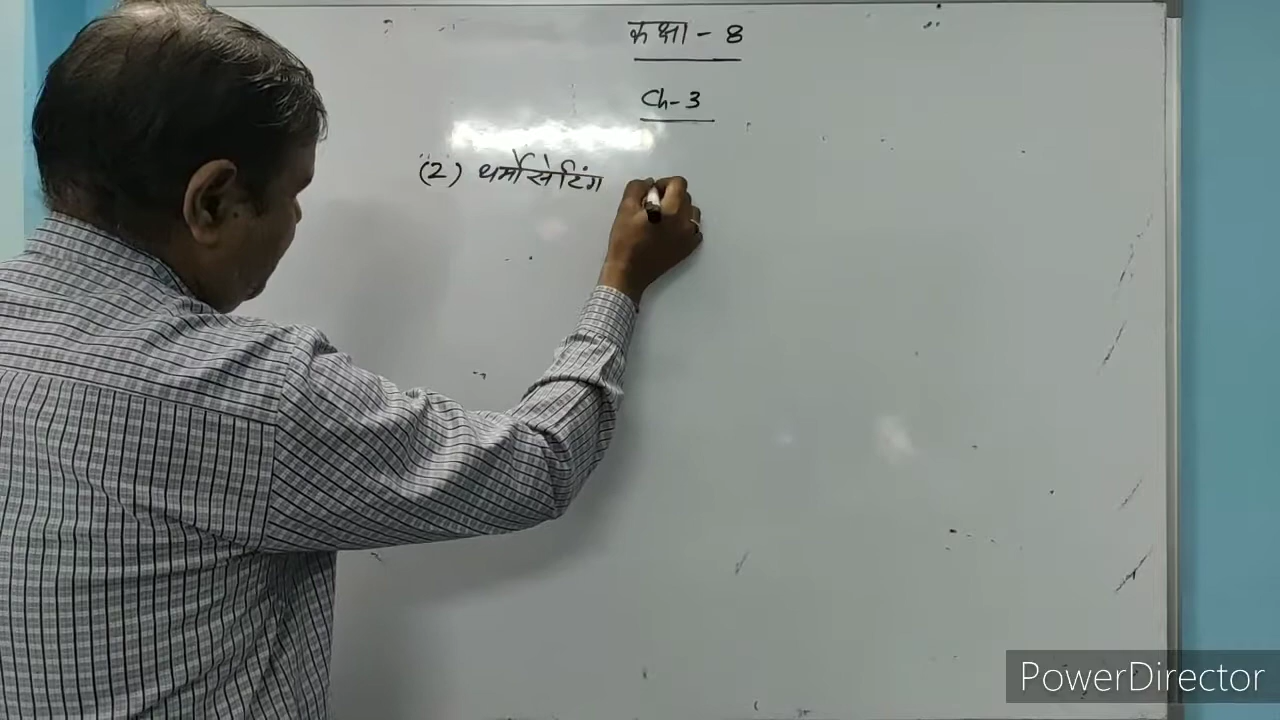 कक्षा - 8
Ch-3
(2) थर्मोसेटिंग
PowerDirector